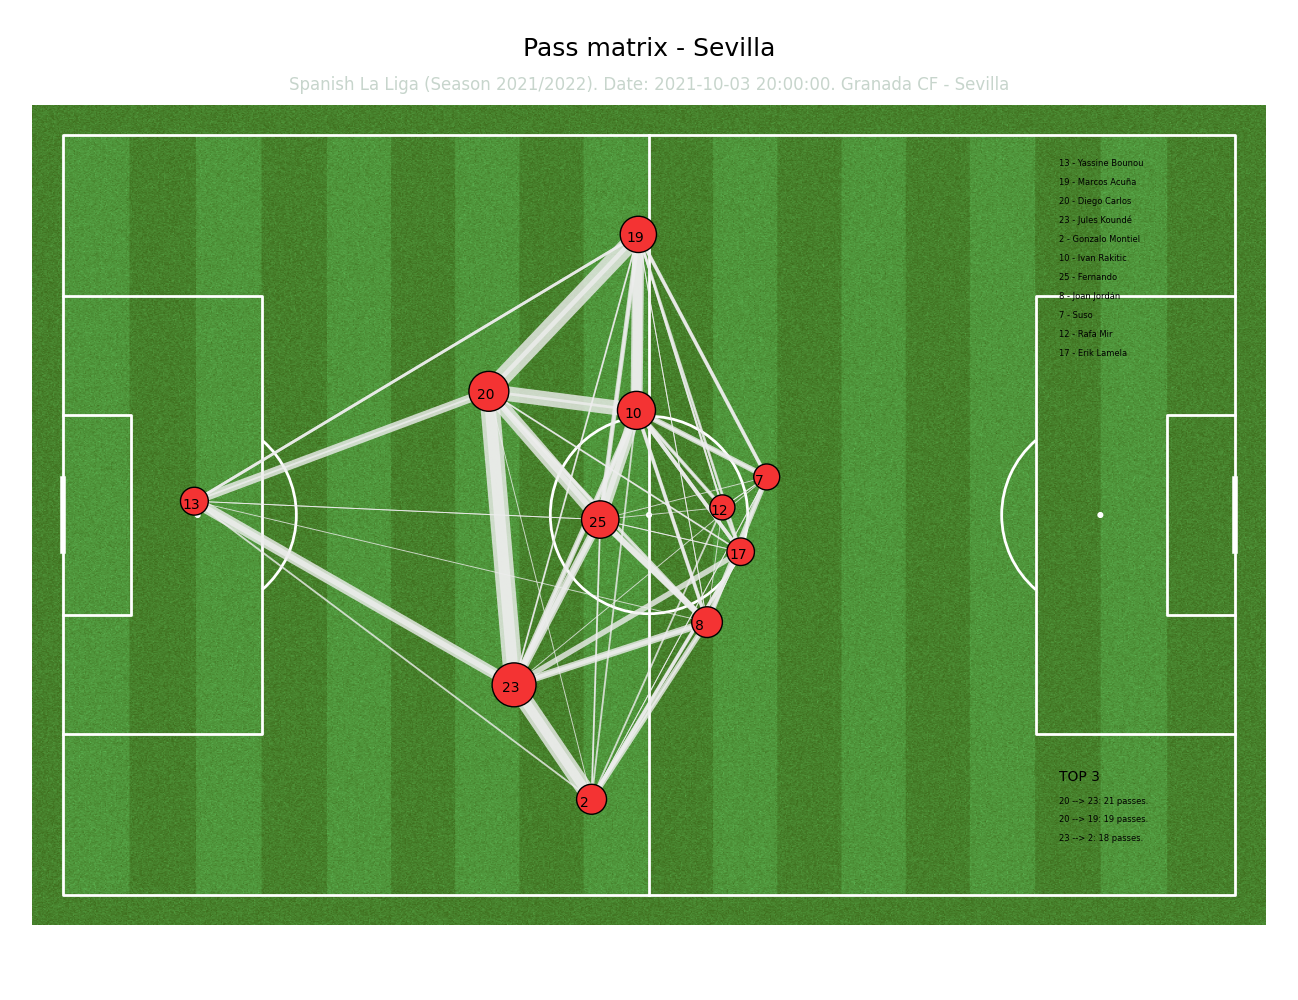 Pass matrix - Sevilla
Spanish La Liga (Season 2021/2022). Date: 2021-10-03 20:00:00. Granada CF - Sevilla
13 - Yassine Bounou
19 - Marcos Acuña
20 - Diego Carlos
23 - Jules Koundé
2 - Gonzalo Montiel
10 - Ivan Rakitic
25 - Fernando
8 - Joan Jordán
7 - Suso
12 - Rafa Mir
17 - Erik Lamela
19
20
10
7
13
12
25
17
8
23
2
TOP 3
20 --> 23: 21 passes.
20 --> 19: 19 passes.
23 --> 2: 18 passes.